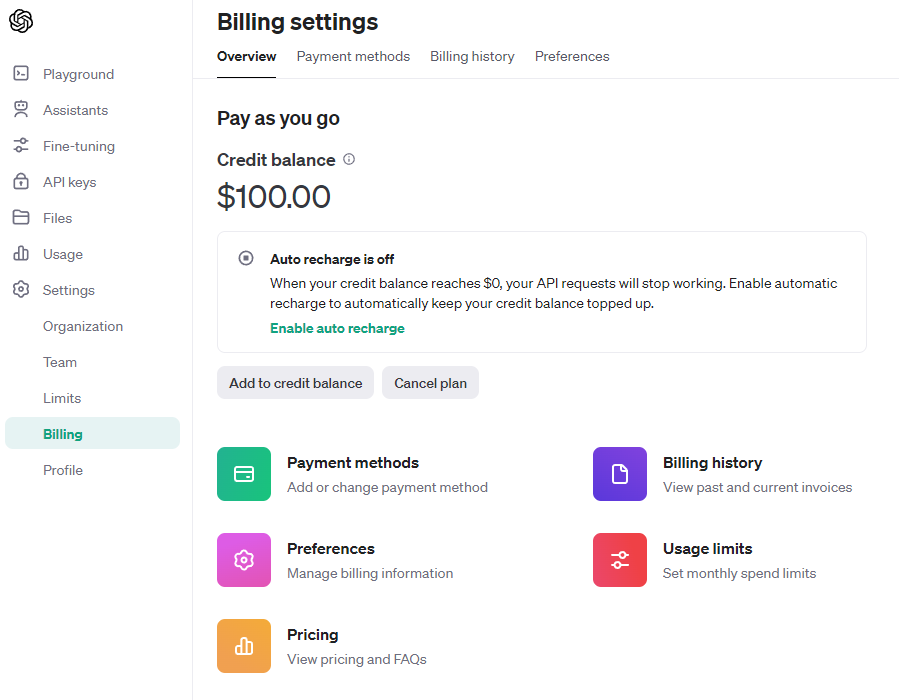 Playground
Assistants
Fine-tuning
API keys
Files
Usage
Settings
Organization
Team
Limits
Billing
Profile
Billing settings
Overview Payment methods Billing history Preferences
Pay as you go
Credit balance
$100.00
Auto recharge is off
When your credit balance reaches $0, your API requests will stop working. Enable automatic
recharge to automatically keep your credit balance topped up.
Enable auto recharge
Add to credit balance Cancel plan
Payment methods
Add or change payment method
Billing history
View past and current invoices
Preferences
Manage billing information
Usage limits
Set monthly spend limits
Pricing
View pricing and FAQs